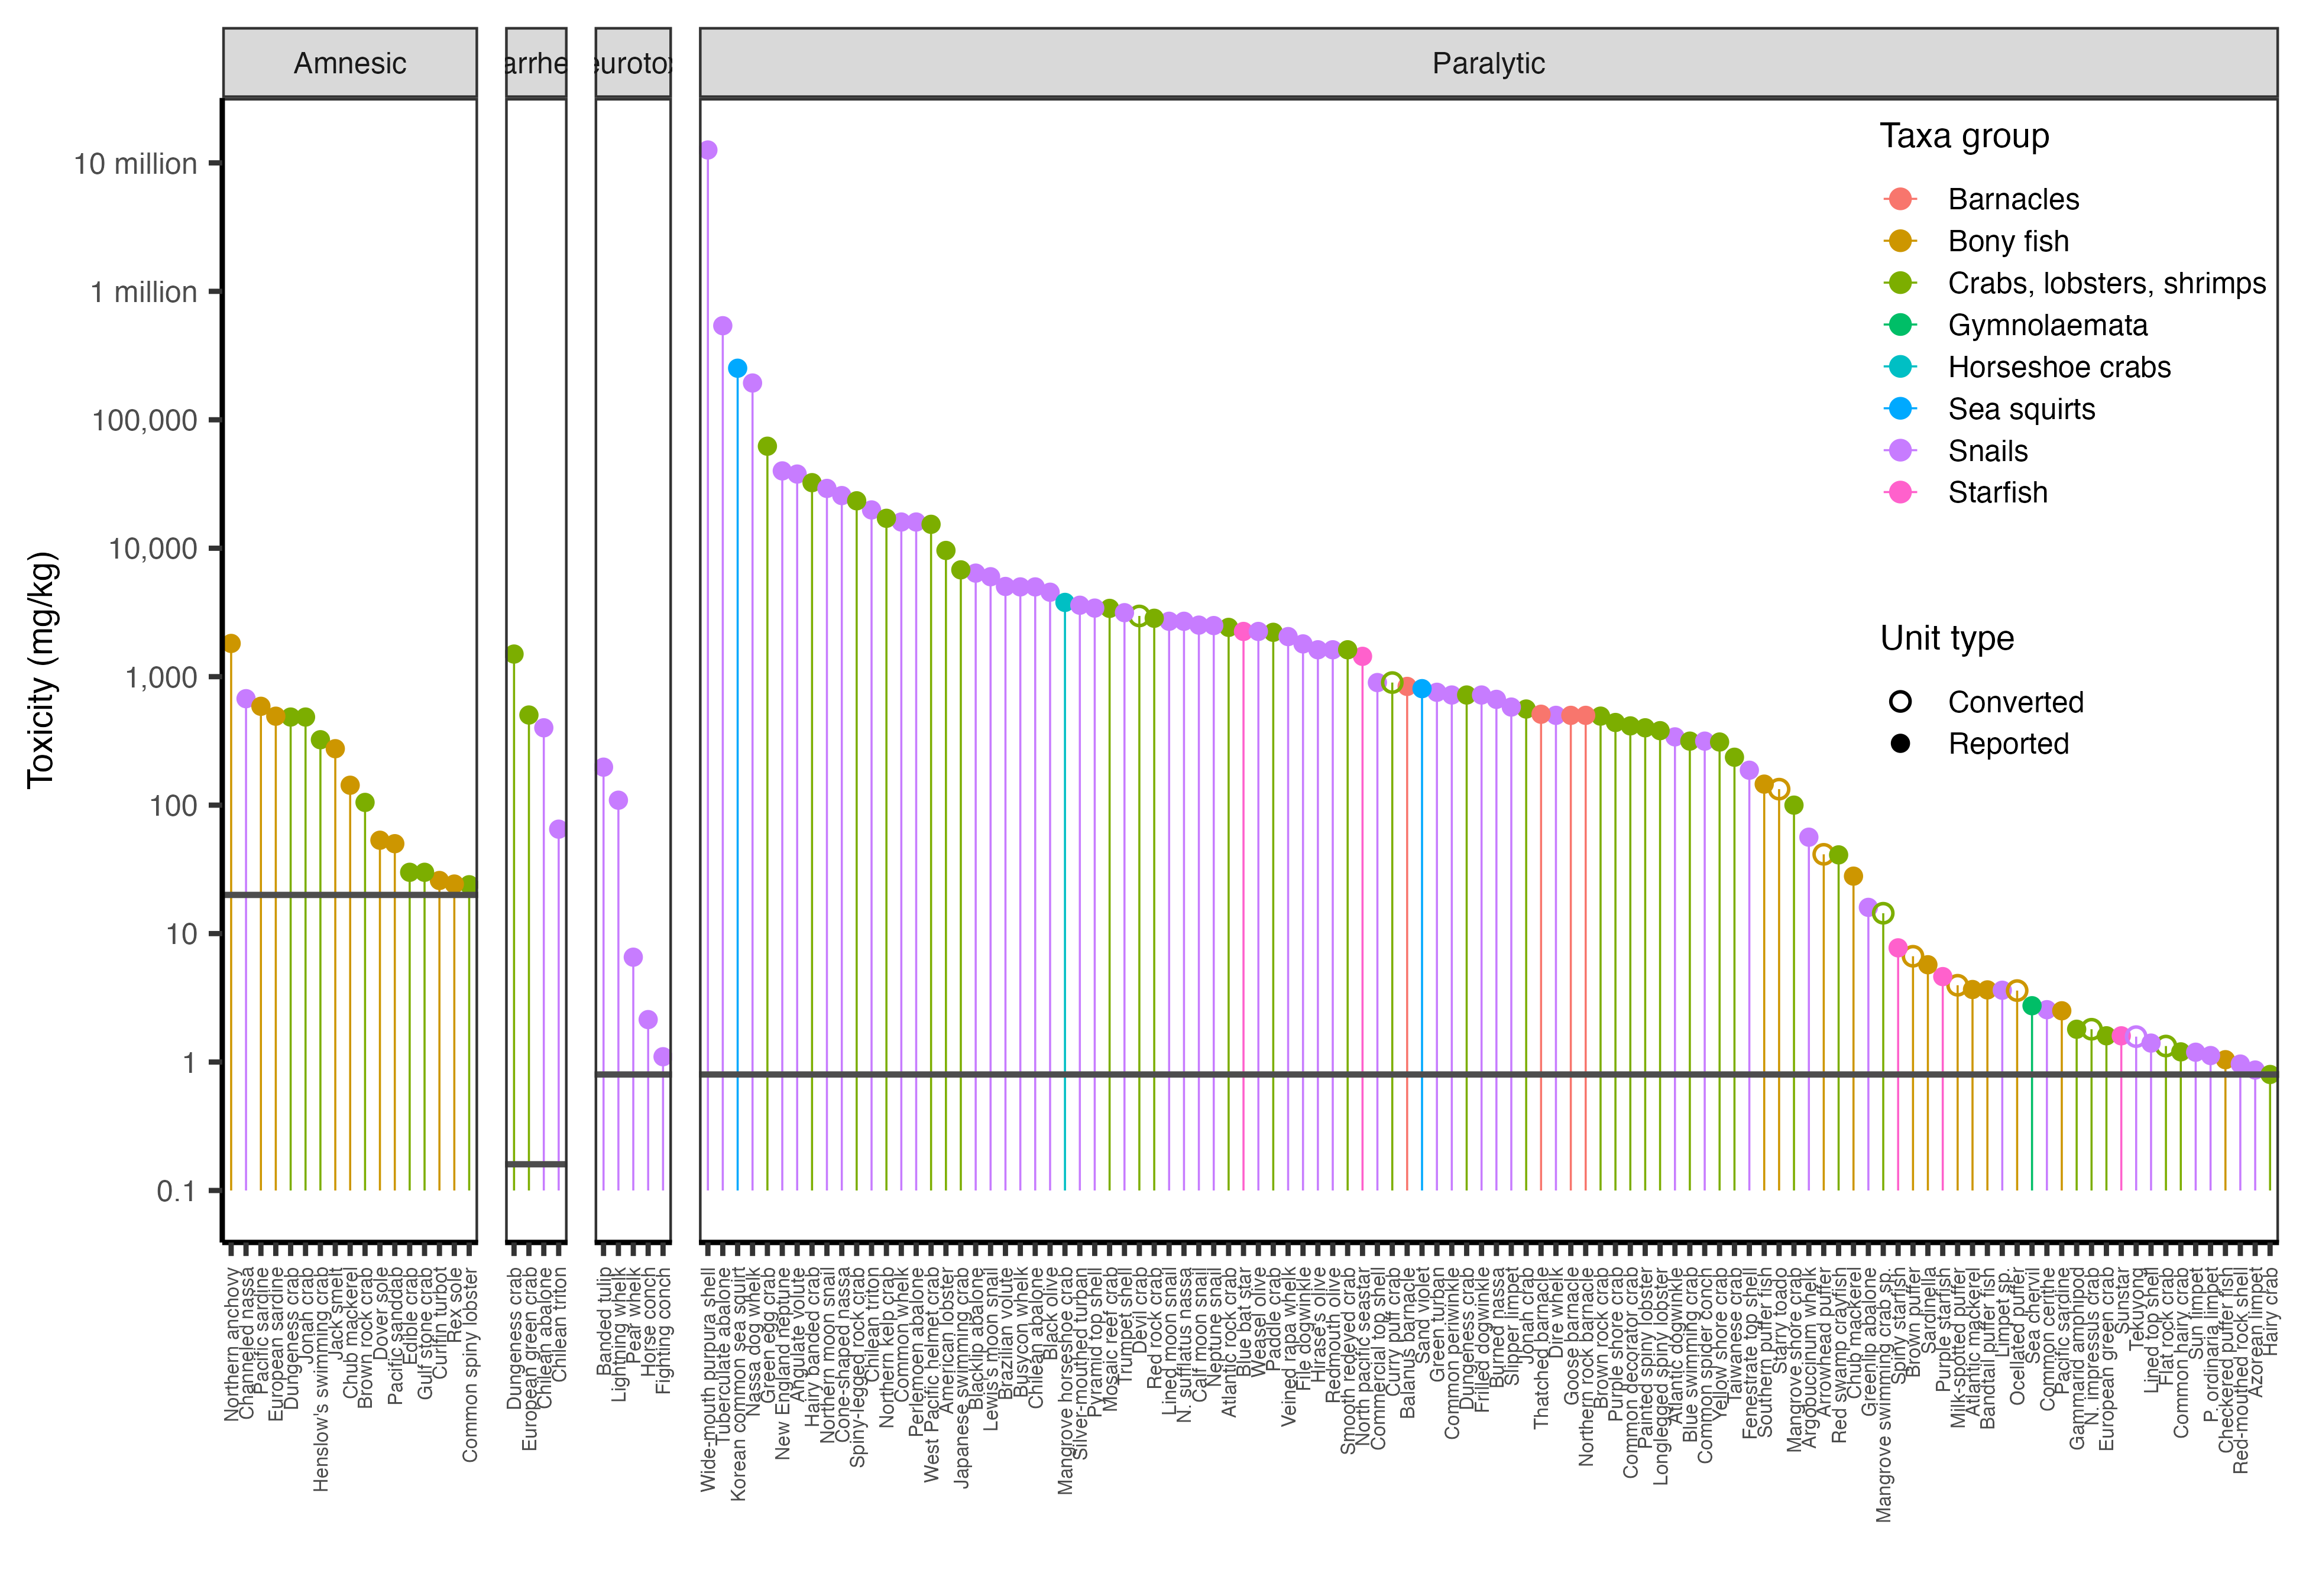 Amnesic
arrhe
eurotox
Paralytic
Toxicity (mg/kg)
10 million
1 million
100,000
10,000
1,000
100
10
1
0.1
Taxa group
Barnacles
Bony fish
Crabs, lobsters, shrimps
Gymnolaemata
Horseshoe crabs
Sea squirts
Snails
Starfish
Unit type
Converted
Reported
Northern anchovy
Channeled nassa
Pacific sardine
European sardine
Dungeness crab
Jonah crab
Henslow's swimming crab
Jack smelt
Chub mackerel
Brown rock crab
Dover sole
Pacific sanddab
Edible crab
Gulf stone crab
Curlfin turbot
Rex sole
Common spiny lobster
Dungeness crab
European green crab
Chilean abalone
Chilean triton
Banded tulip
Lightning whelk
Pear whelk
Horse conch
Fighting conch
Wide-mouth purpura shell
Tuberculate abalone
Korean common sea squirt
Nassa dog whelk
Green egg crab
New England neptune
Angulate volute
Hairy banded crab
Northern moon snail
Cone-shaped nassa
Spiny-legged rock crab
Chilean triton
Northern kelp crab
Common whelk
Perlemoen abalone
West Pacific helmet crab
American lobster
Japanese swimming crab
Blacklip abalone
Lewis's moon snail
Brazilian volute
Busycon whelk
Chilean abalone
Black olive
Mangrove horseshoe crab
Silver-mouthed turban
Pyramid top shell
Mosaic reef crab
Trumpet shell
Devil crab
Red rock crab
Lined moon snail
N. sufflatus nassa
Calf moon snail
Neptune snail
Atlantic rock crab
Blue bat star
Weasel olive
Paddle crab
Veined rapa whelk
File dogwinkle
Hirase's olive
Redmouth olive
Smooth redeyed crab
North pacific seastar
Commercial top shell
Curry puff crab
Balanus barnacle
Sand violet
Green turban
Common periwinkle
Dungeness crab
Frilled dogwinkle
Burned nassa
Slipper limpet
Jonah crab
Thatched barnacle
Dire whelk
Goose barnacle
Northern rock barnacle
Brown rock crab
Purple shore crab
Common decorator crab
Painted spiny lobster
Longlegged spiny lobster
Atlantic dogwinkle
Blue swimming crab
Common spider conch
Yellow shore crab
Taiwanese crab
Fenestrate top shell
Southern puffer fish
Starry toado
Mangrove shore crab
Argobuccinum whelk
Arrowhead puffer
Red swamp crayfish
Chub mackerel
Greenlip abalone
Mangrove swimming crab sp.
Spiny starfish
Brown puffer
Sardinella
Purple starfish
Milk-spotted puffer
Atlantic mackerel
Bandtail puffer fish
Limpet sp.
Ocellated puffer
Sea chervil
Common cerithe
Pacific sardine
Gammarid amphipod
N. impressus crab
European green crab
Sunstar
Tekuyong
Lined top shell
Flat rock crab
Common hairy crab
Sun limpet
P. ordinaria limpet
Checkered puffer fish
Red-mouthed rock shell
Azorean limpet
Hairy crab